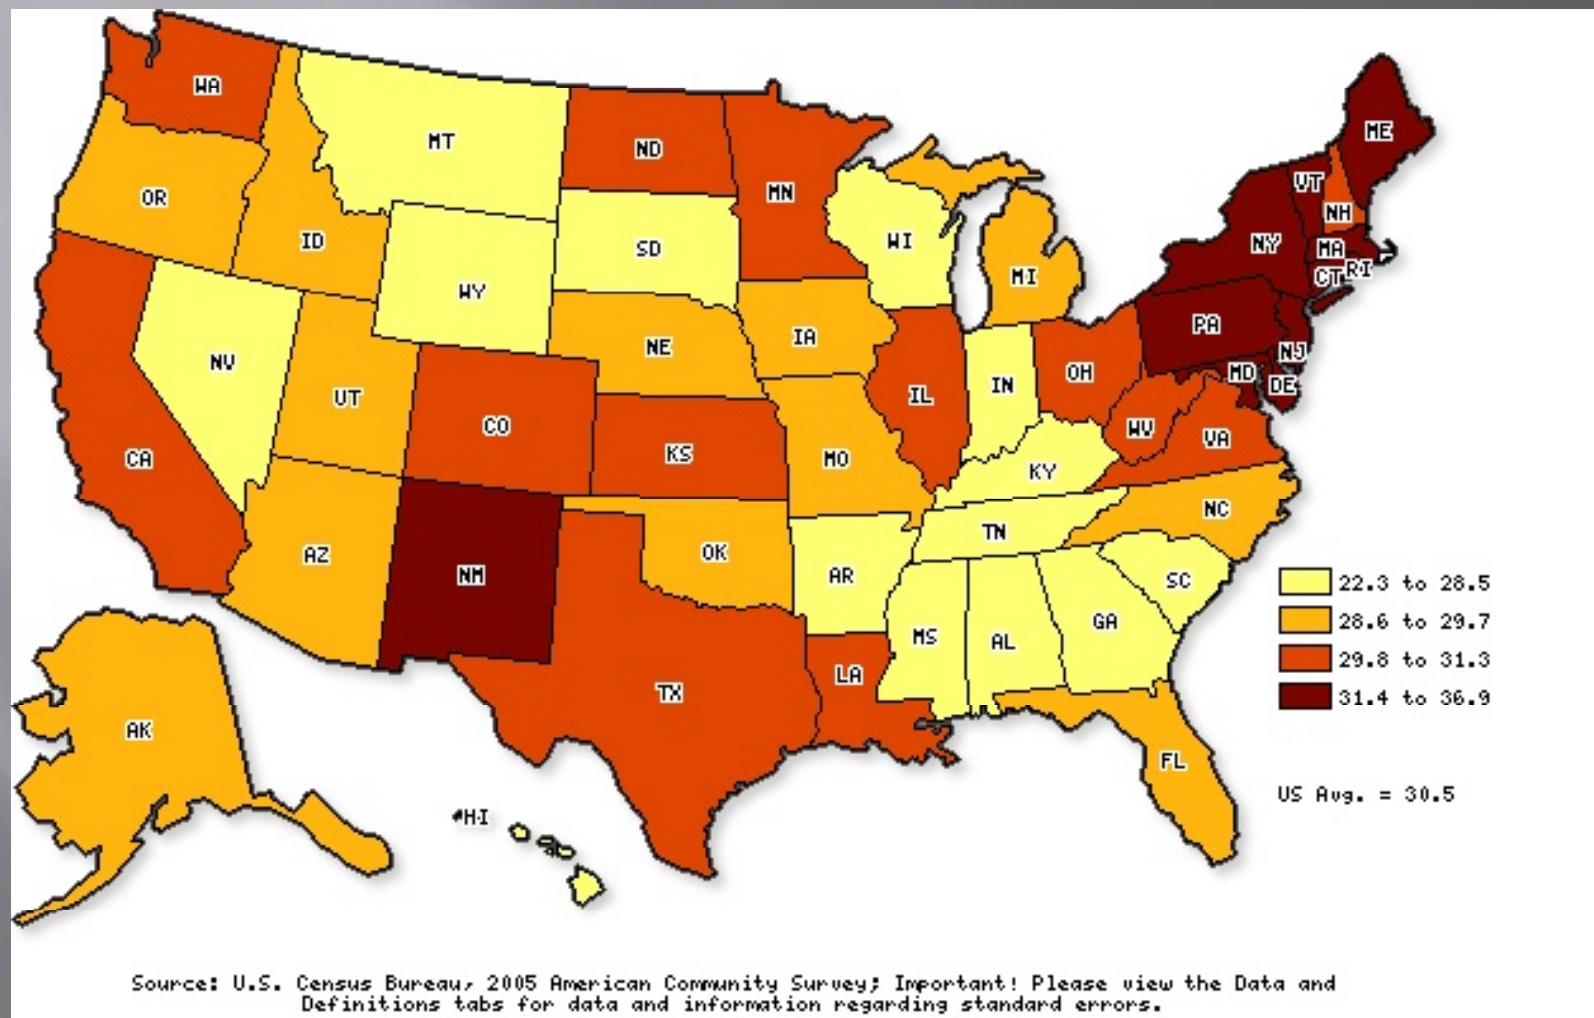 WA
MT
ND
MN
ME
VT
NH
OR
ID
SD
WI
NY
MA
WY
MI
CT
RI
NV
UT
NE
IA
PA
NJ
MD
DE
IN
OH
IL
CO
KS
MO
WV
VA
CA
KY
NC
TN
AZ
NM
OK
AR
SC
MS
AL
GA
LA
TX
AK
FL
HI
22.3 to 28.5
28.6 to 29.7
29.8 to 31.3
31.4 to 36.9
US Avg. = 30.5
Source: U.S. Census Bureau, 2005 American Community Survey; Important! Please view the Data and
Definitions tabs for data and information regarding standard errors.